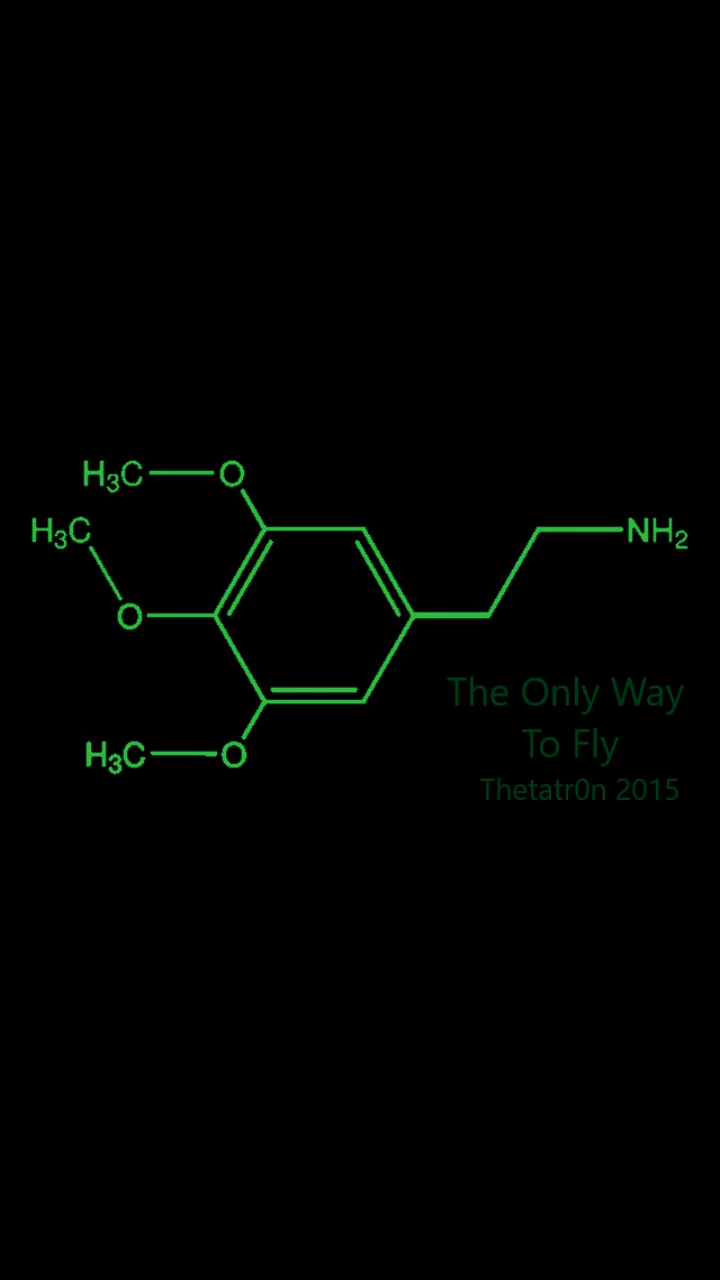 H₃C O
H₃C NH₂
O
The Only Way
To Fly
H₃C O
Thetatr0n 2015